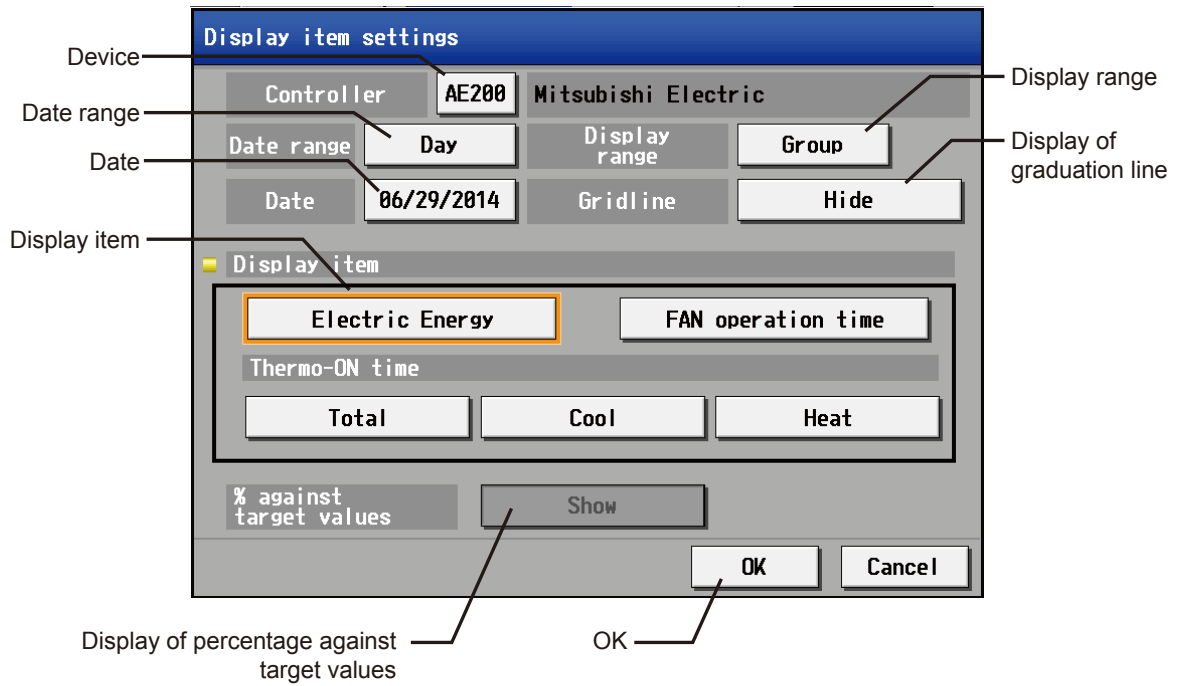 Display item settings
Device
Controller AE200 Mitsubishi Electric
Display range
Date range
Date range Day Display range Group
Display of graduation line
Date
Date 06/29/2014 Gridline Hide
Display item
Display item
Electric Energy FAN operation time
Thermo-ON time
Total Cool Heat
% against
target values
Show
OK Cancel
Display of percentage against
target values
OK